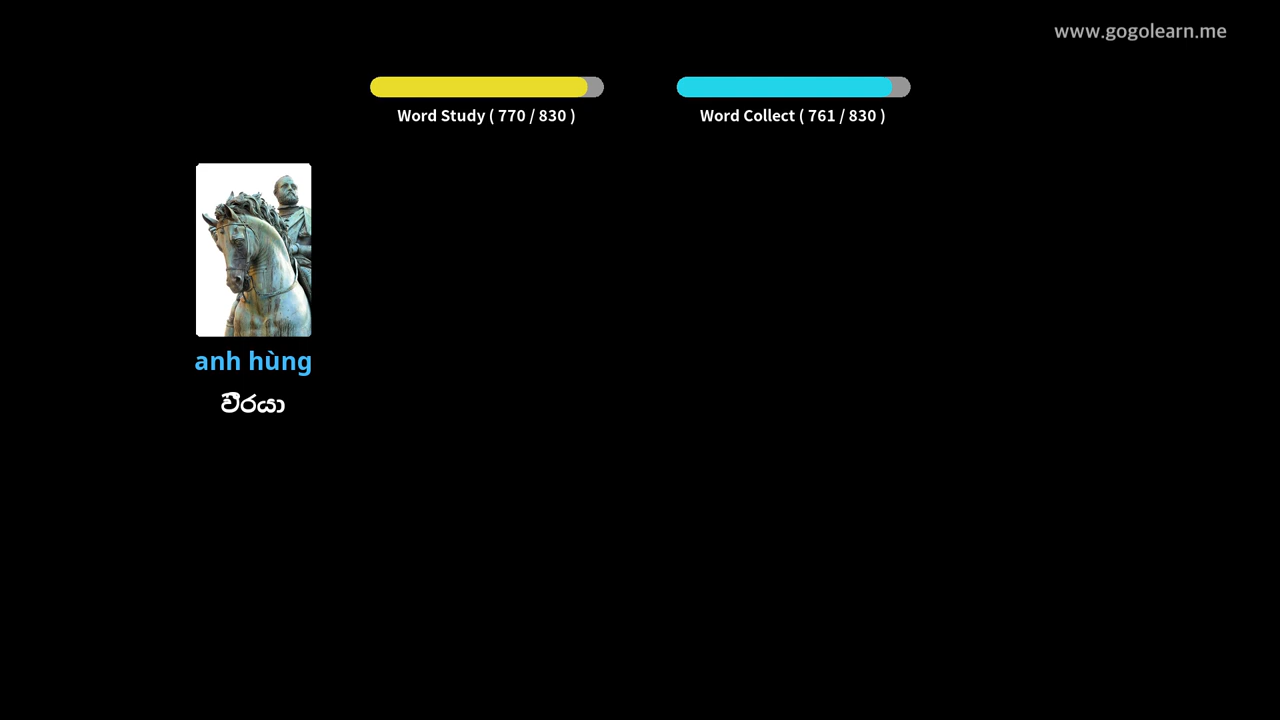 www.gogolearn.me
Word Study ( 770 / 830 )
Word Collect ( 761 / 830 )
anh hùng
වීරයා